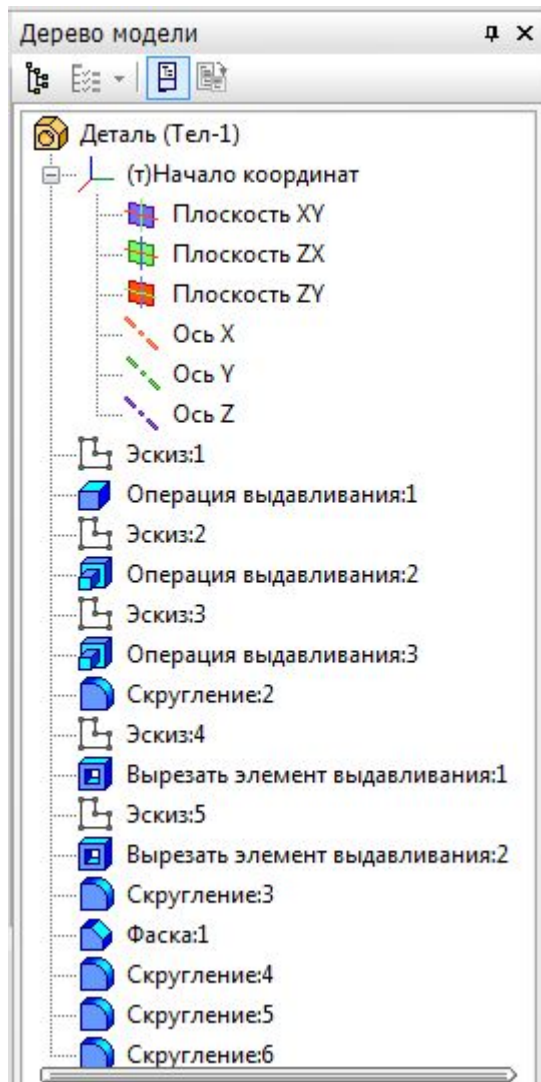 Дерево модели
Деталь (Тел-1)
(т)Начало координат
Плоскость XY
Плоскость ZX
Плоскость ZY
Ось X
Ось Y
Ось Z
Эскиз:1
Операция выдавливания:1
Эскиз:2
Операция выдавливания:2
Эскиз:3
Операция выдавливания:3
Скругление:2
Эскиз:4
Вырезать элемент выдавливания:1
Эскиз:5
Вырезать элемент выдавливания:2
Скругление:3
Фаска:1
Скругление:4
Скругление:5
Скругление:6